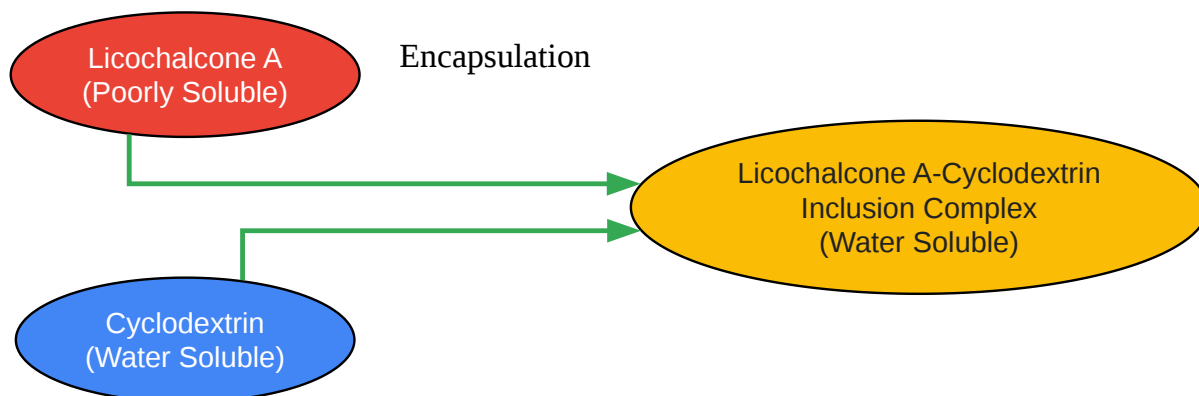 Licochalcone A
(Poorly Soluble)
Encapsulation
Licochalcone A-Cyclodextrin
Inclusion Complex
(Water Soluble)
Cyclodextrin
(Water Soluble)